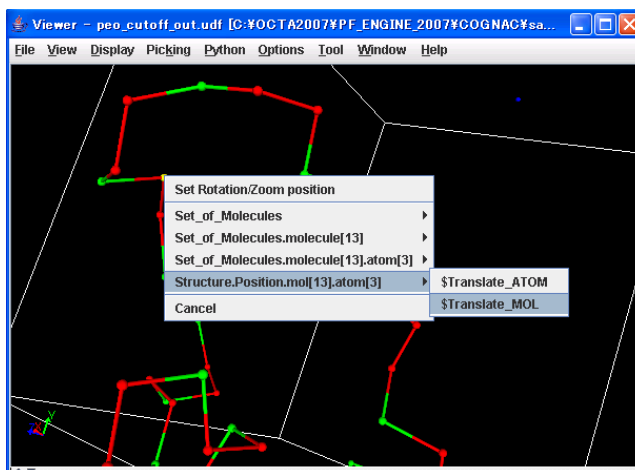 Viewer - peo_cutoff_out.udf [C:¥OCTA2007¥PF_ENGINE_2007¥COGNAC¥sa...
File View Display Picking Python Options Tool Window Help
Set Rotation/Zoom position
Set_of_Molecules
Set_of_Molecules.molecule[13]
Set_of_Molecules.molecule[13].atom[3]
Structure.Position.mol[13].atom[3]
$Translate_ATOM
$Translate_MOL
Cancel